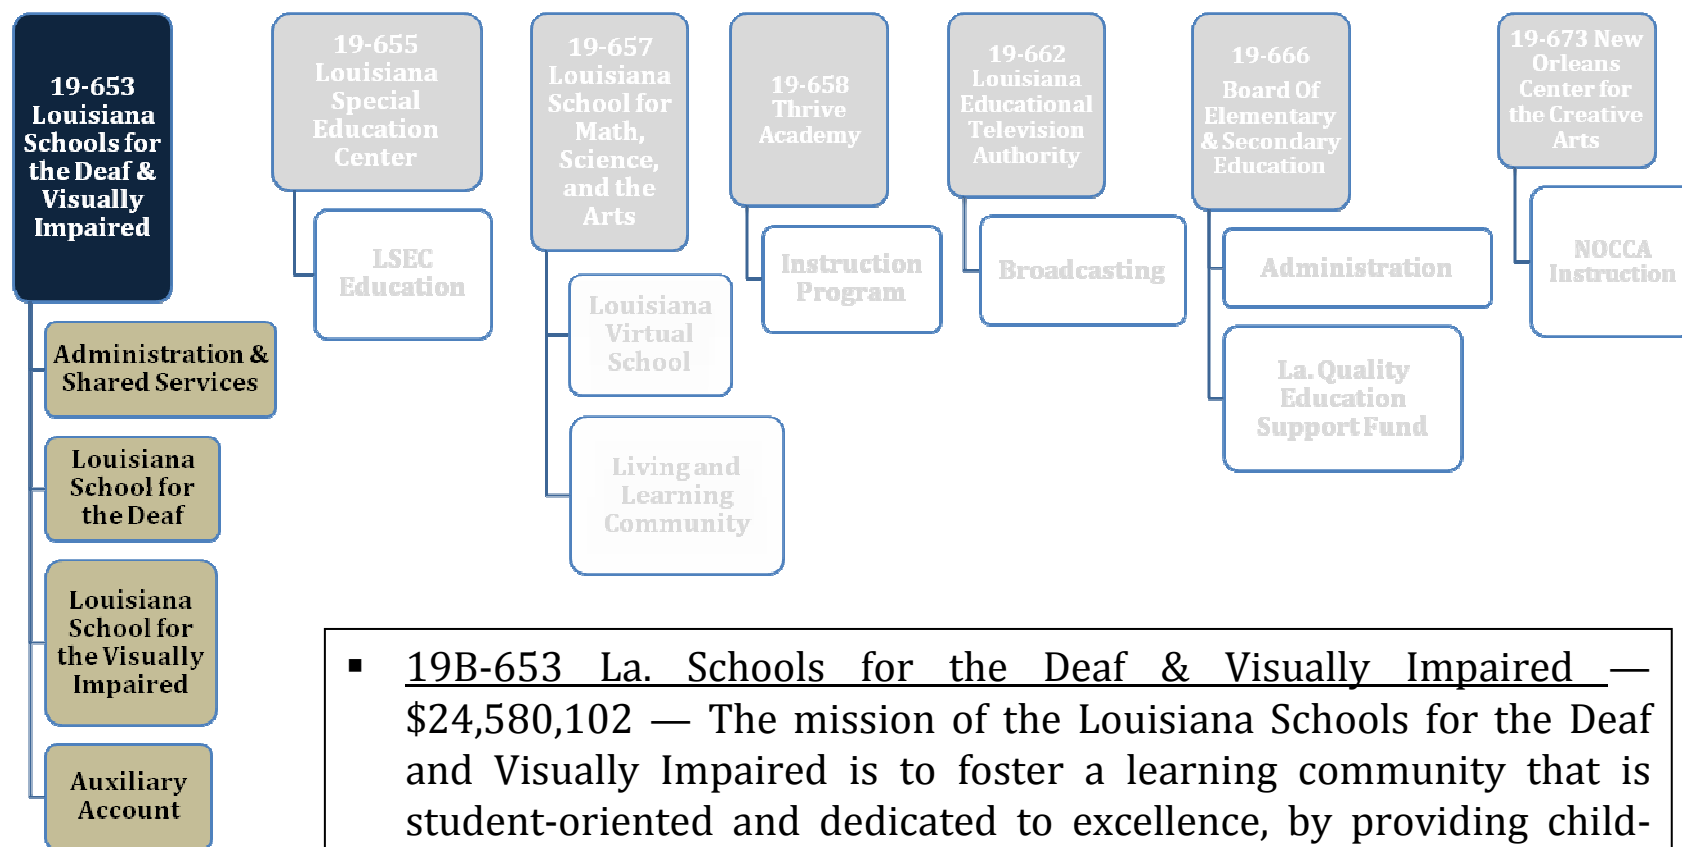 19-653
Louisiana
Schools for
the Deaf &
Visually
Impaired
Administration &
Shared Services
Louisiana
School for
the Deaf
Louisiana
School for
the Visually
Impaired
Auxiliary
Account
19-655
Louisiana
Special
Education
Center
LSEC
Education
19-657
Louisiana
School for
Math,
Science,
and the
Arts
Louisiana
Virtual
School
Living and
Learning
Community
19-658
Thrive
Academy
Instruction
Program
19-662
Louisiana
Educational
Television
Authority
Broadcasting
19-666
Board Of
Elementary
& Secondary
Education
Administration
La. Quality
Education
Support Fund
19-673 New
Orleans
Center for
the Creative
Arts
NOCCA
Instruction
▪ 19B-653 La. Schools for the Deaf & Visually Impaired —
$24,580,102 — The mission of the Louisiana Schools for the Deaf
and Visually Impaired is to foster a learning community that is
student-oriented and dedicated to excellence, by providing child-